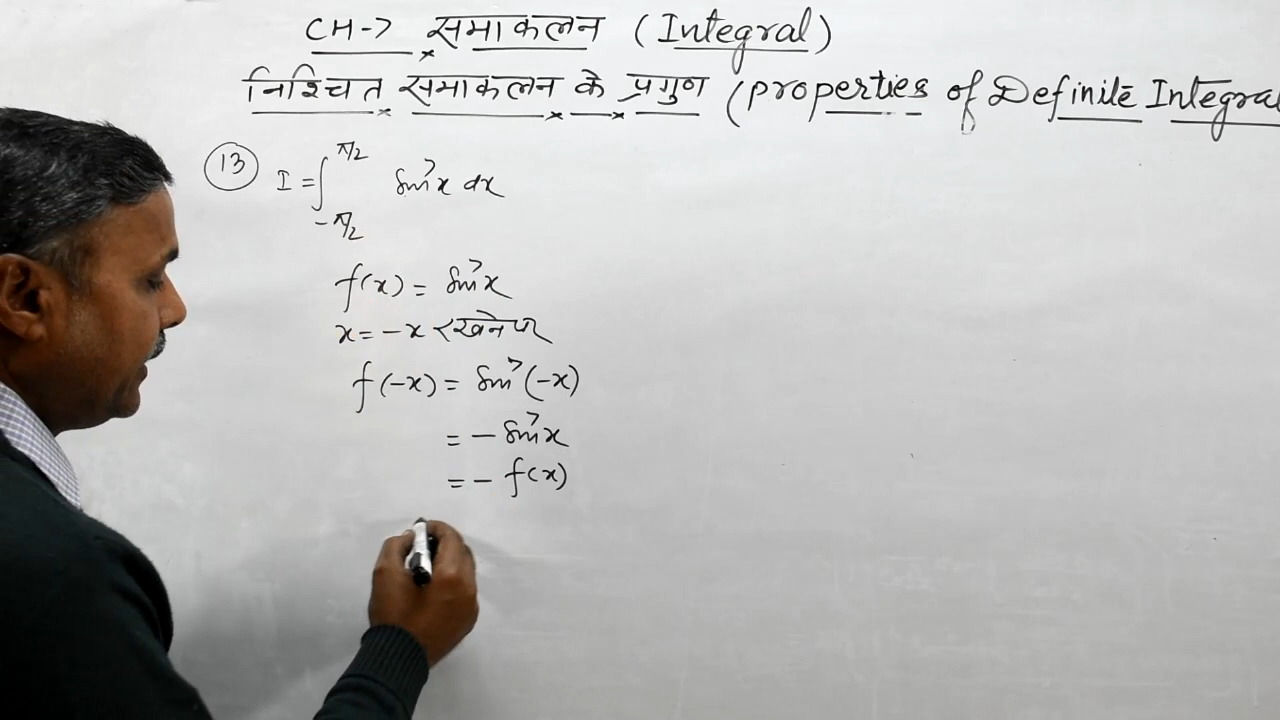 CH-7 समाकलन (Integral)
निश्चित समाकलन के प्रगुण (properties of Definite Integral
13 I = ∫_{-π/2}^{π/2} sin⁷x dx
f(x) = sin⁷x
x = -x रखने पर
f(-x) = sin⁷(-x)
= - sin⁷x
= - f(x)